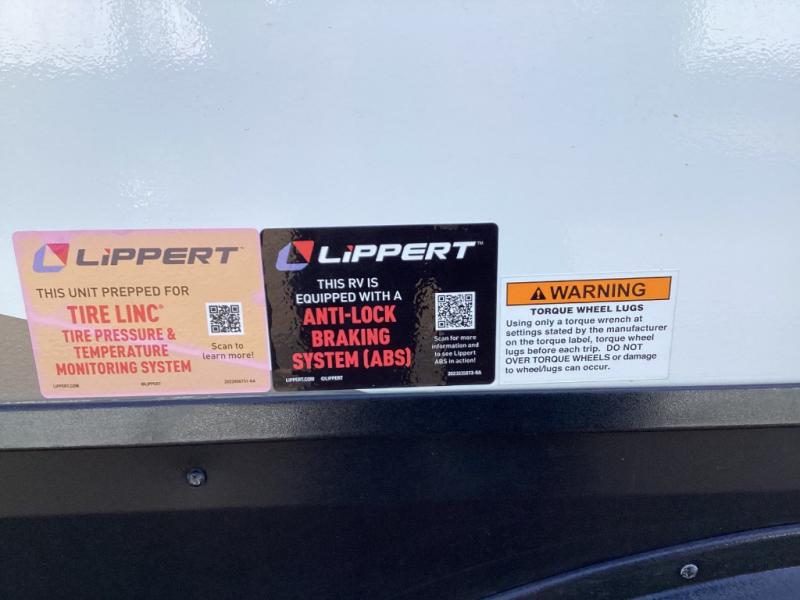 LiPPERT™
THIS UNIT PREPPED FOR
TIRE LINC®
TIRE PRESSURE &
TEMPERATURE
MONITORING SYSTEM
Scan to
learn more!
LIPPERT.COM
@LIPPERT
LiPPERT™
THIS RV IS
EQUIPPED WITH A
ANTI-LOCK
BRAKING
SYSTEM (ABS)
Scan for more
information and
to see Lippert
ABS in action!
LIPPERT.COM @LIPPERT
WARNING
TORQUE WHEEL LUGS
Using only a torque wrench at
settings stated by the manufacturer
on the torque label, torque wheel
lugs before each trip. DO NOT
OVER TORQUE WHEELS or damage
to wheel/lugs can occur.